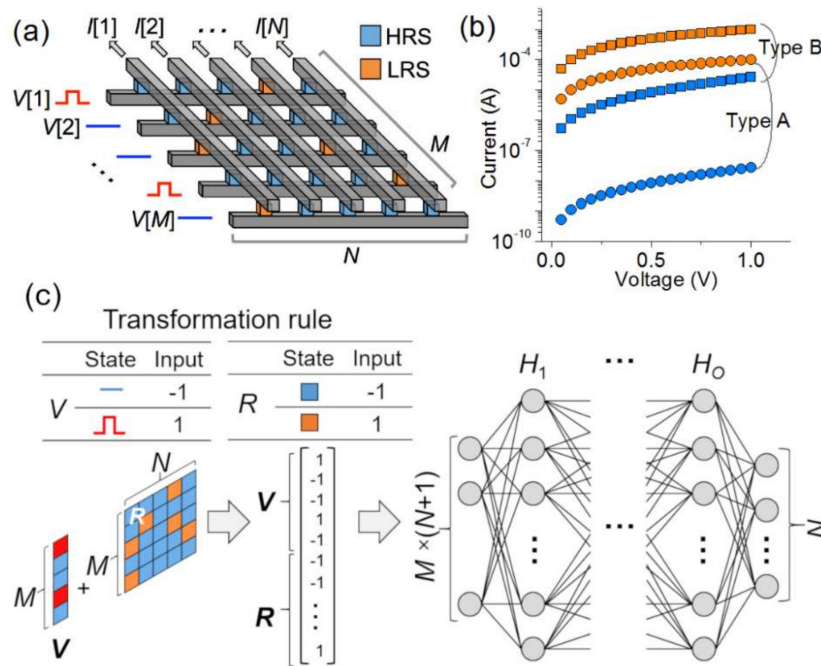 (a)
I[1] I[2] ... I[N]
HRS
LRS
V[1]
V[2]
...
V[M]
M
N
(b)
Current (A)
10⁻⁴
10⁻⁷
10⁻¹⁰
0.0 0.5 1.0
Voltage (V)
Type B
Type A
(c)
Transformation rule
State Input
V
-1
1
State Input
R
-1
1
N
R
M
M
+
V
V
R
1
-1
-1
1
-1
-1
-1
⋮
1
M ×(N+1)
H₁ ... H_O
...
⋮
⋮
⋮
⋮
...
N